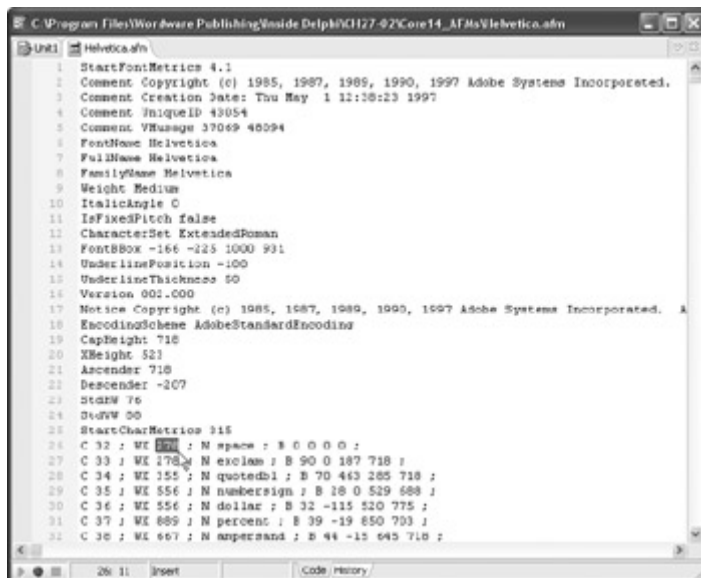 C:\Program Files\Wordware Publishing\Inside Delphi\CH27-02\Core14_AFMs\Helvetica.afm
Unit1 Helvetica.afm
1 StartFontMetrics 4.1
2 Comment Copyright (c) 1985, 1987, 1989, 1990, 1997 Adobe Systems Incorporated.
3 Comment Creation Date: Thu May 1 12:38:23 1997
4 Comment UniqueID 43054
5 Comment VMusage 37069 48094
6 FontName Helvetica
7 FullName Helvetica
8 FamilyName Helvetica
9 Weight Medium
10 ItalicAngle 0
11 IsFixedPitch false
12 CharacterSet ExtendedRoman
13 FontBBox -166 -225 1000 931
14 UnderlinePosition -100
15 UnderlineThickness 50
16 Version 002.000
17 Notice Copyright (c) 1985, 1987, 1989, 1990, 1997 Adobe Systems Incorporated. A
18 EncodingScheme AdobeStandardEncoding
19 CapHeight 718
20 XHeight 523
21 Ascender 718
22 Descender -207
23 StdHW 76
24 StdVW 88
25 StartCharMetrics 315
26 C 32 ; WX 278 ; N space ; B 0 0 0 0 ;
27 C 33 ; WX 278 ; N exclam ; B 90 0 187 718 ;
28 C 34 ; WX 355 ; N quotedbl ; B 70 463 285 718 ;
29 C 35 ; WX 556 ; N numbersign ; B 28 0 529 688 ;
30 C 36 ; WX 556 ; N dollar ; B 32 -115 520 775 ;
31 C 37 ; WX 889 ; N percent ; B 39 -19 850 703 ;
32 C 38 ; WX 667 ; N ampersand ; B 44 -15 645 718 ;
26: 11 Insert Code History